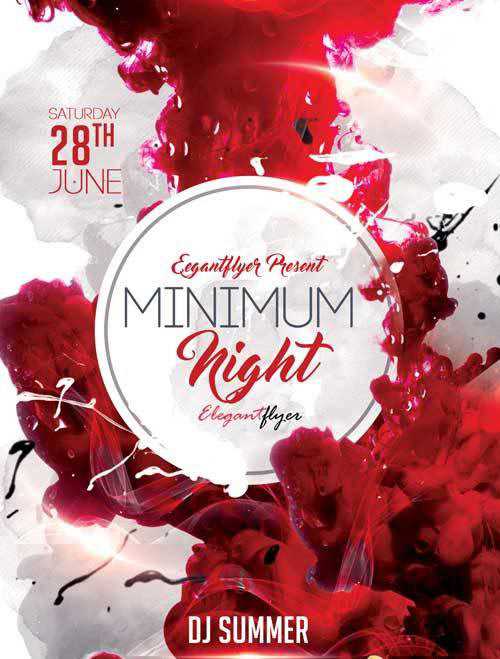 SATURDAY
28TH
JUNE
Eegantflyer Present
MINIMUM
Night
Elegantflyer
DJ SUMMER